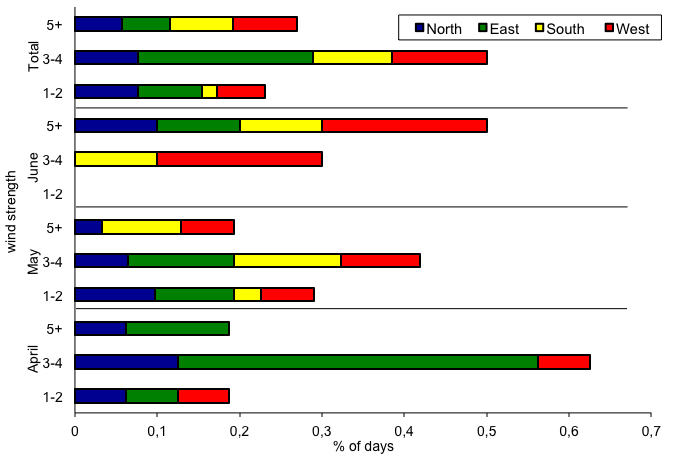 North East South West
wind strength
Total
5+
3-4
1-2
June
5+
3-4
1-2
May
5+
3-4
1-2
April
5+
3-4
1-2
0 0,1 0,2 0,3 0,4 0,5 0,6 0,7
% of days